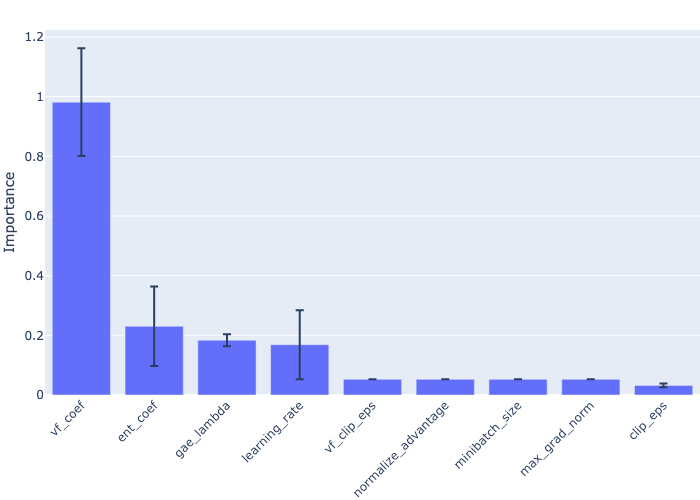 1.2
1
0.8
0.6
0.4
0.2
0
Importance
vf_coef
ent_coef
gae_lambda
learning_rate
vf_clip_eps
normalize_advantage
minibatch_size
max_grad_norm
clip_eps